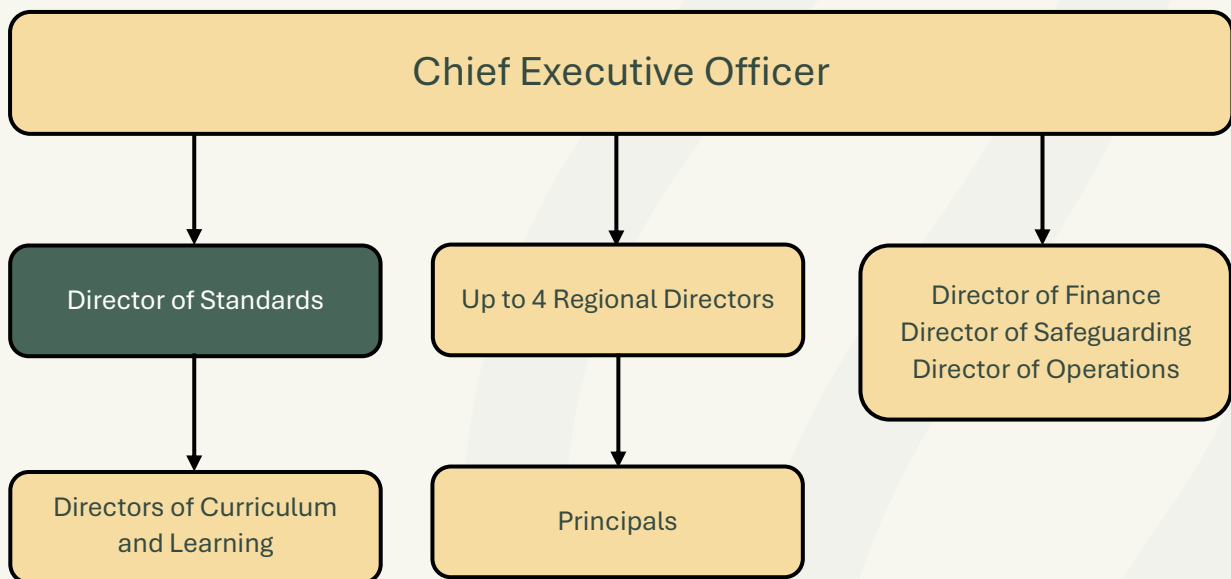 Chief Executive Officer
Director of Standards
Up to 4 Regional Directors
Director of Finance
Director of Safeguarding
Director of Operations
Directors of Curriculum
and Learning
Principals